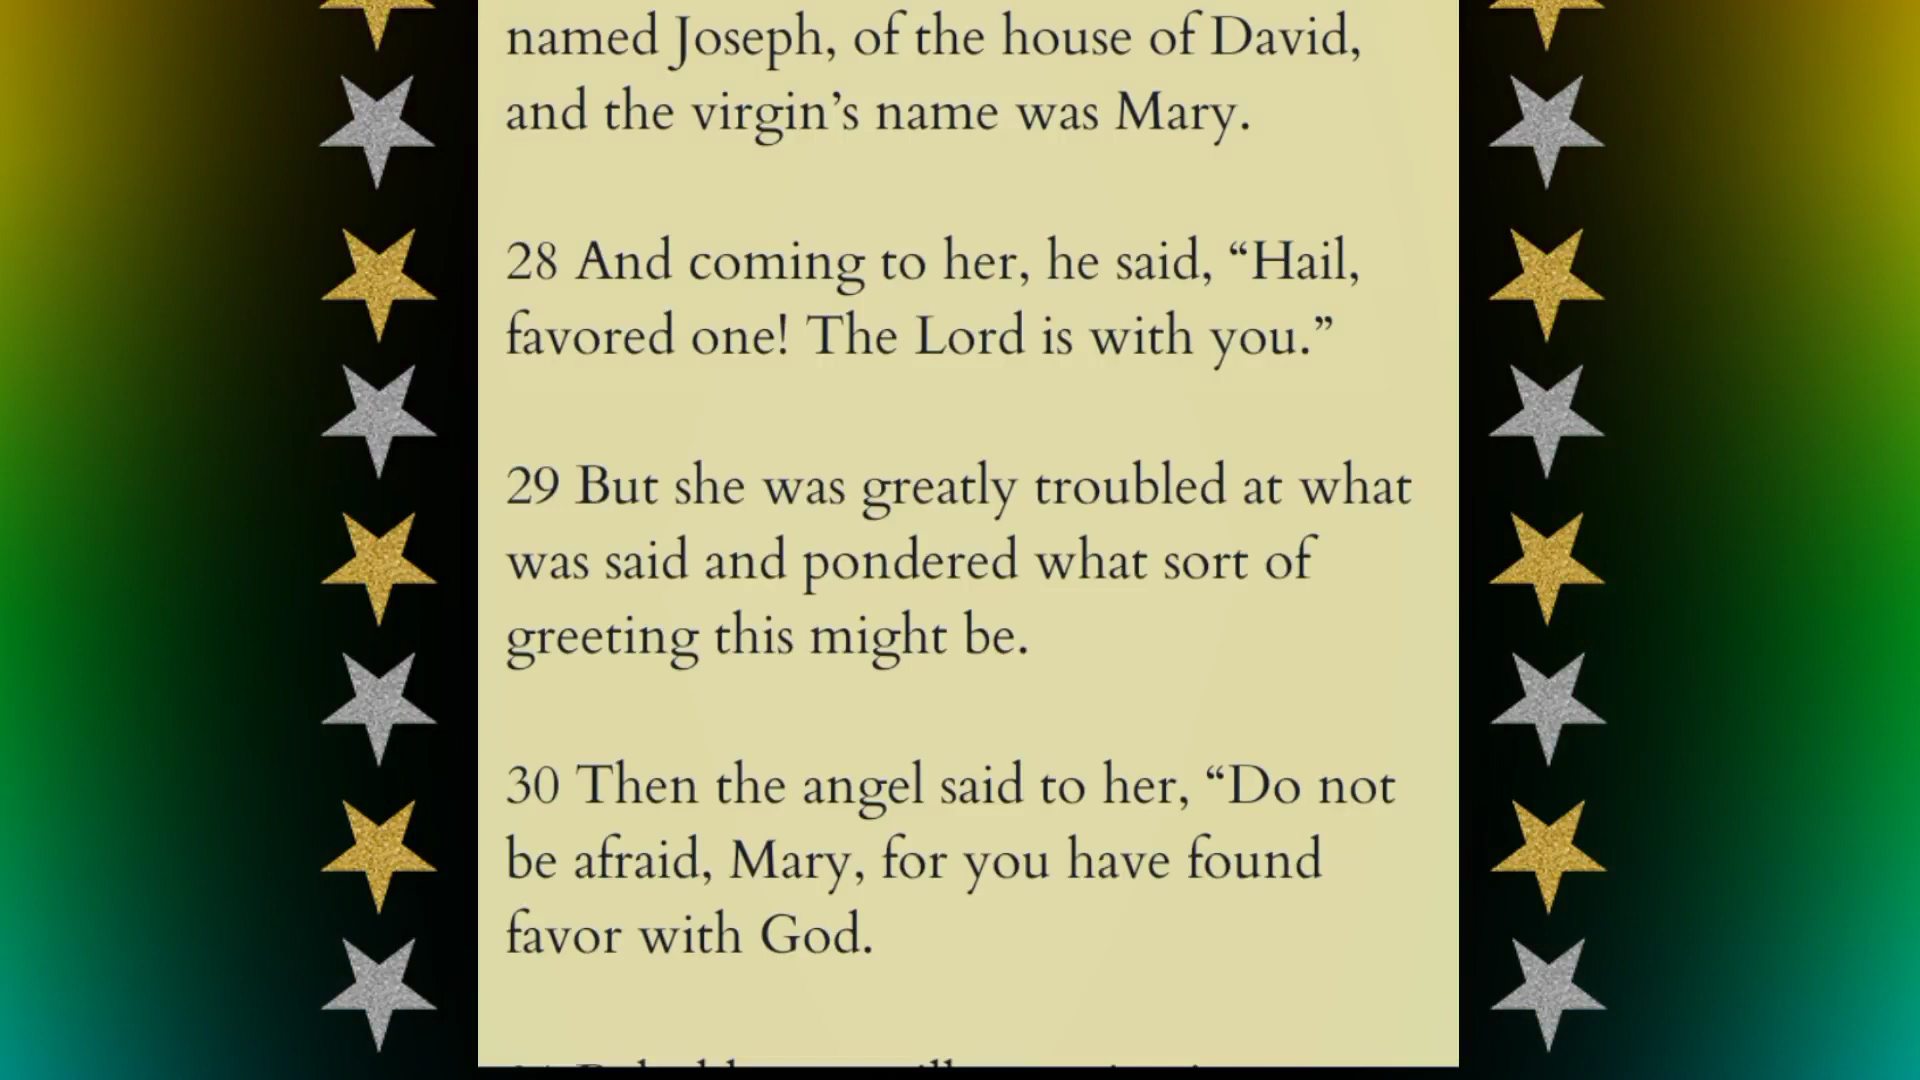 named Joseph, of the house of David,
and the virgin’s name was Mary.
28 And coming to her, he said, “Hail,
favored one! The Lord is with you.”
29 But she was greatly troubled at what
was said and pondered what sort of
greeting this might be.
30 Then the angel said to her, “Do not
be afraid, Mary, for you have found
favor with God.